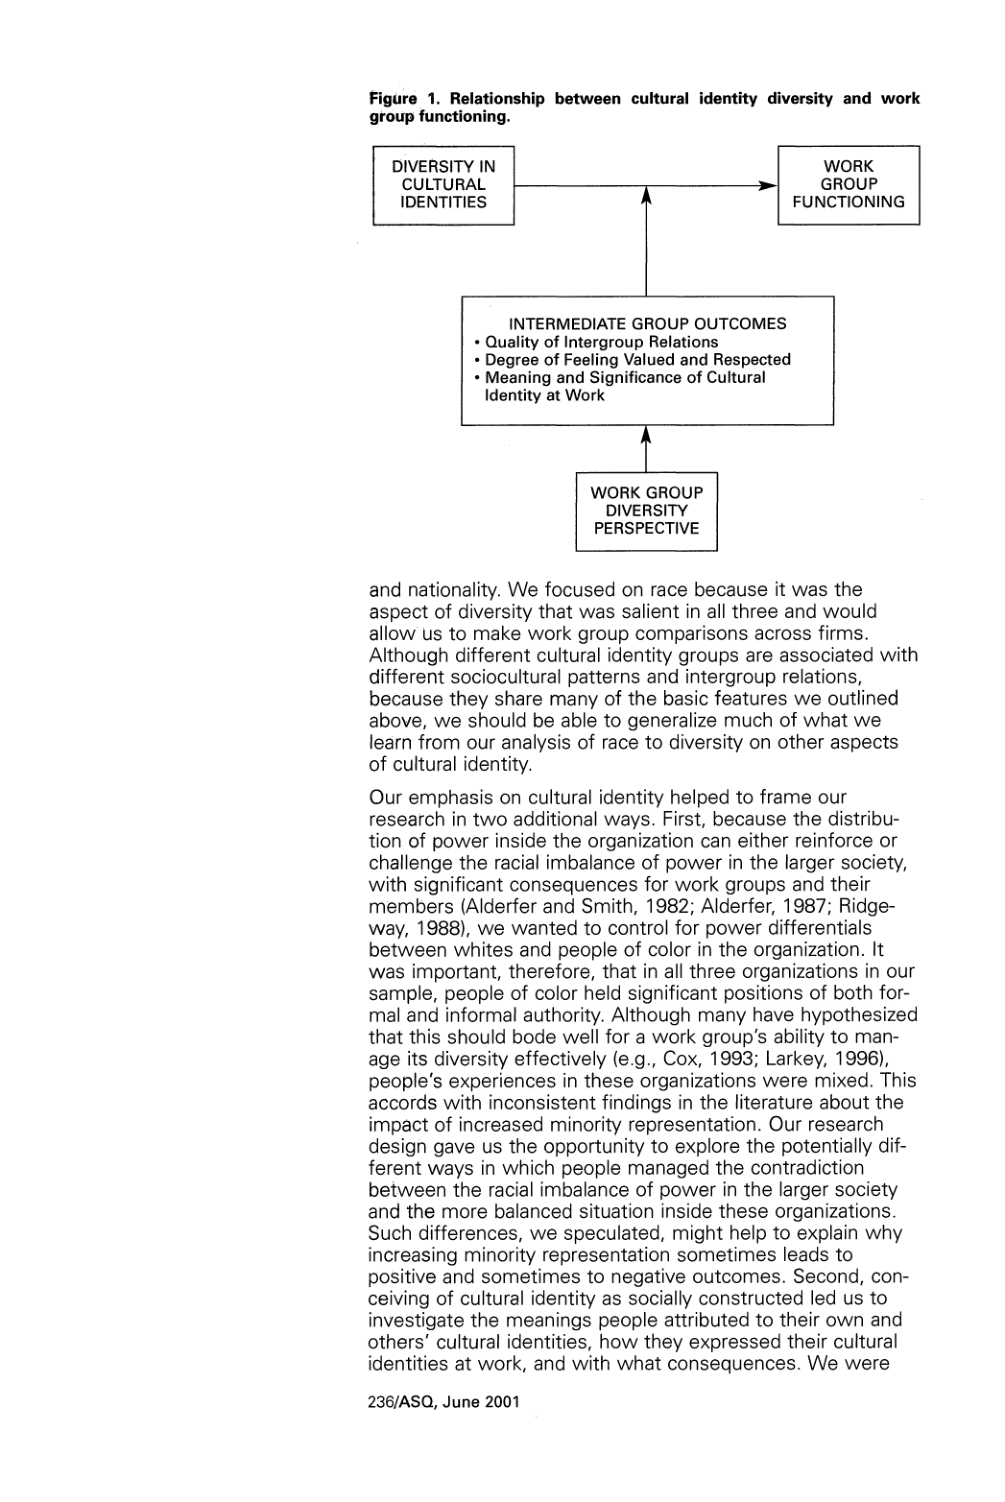 Figure 1. Relationship between cultural identity diversity and work
group functioning.
DIVERSITY IN
CULTURAL
IDENTITIES
WORK
GROUP
FUNCTIONING
INTERMEDIATE GROUP OUTCOMES
• Quality of Intergroup Relations
• Degree of Feeling Valued and Respected
• Meaning and Significance of Cultural
Identity at Work
WORK GROUP
DIVERSITY
PERSPECTIVE
and nationality. We focused on race because it was the
aspect of diversity that was salient in all three and would
allow us to make work group comparisons across firms.
Although different cultural identity groups are associated with
different sociocultural patterns and intergroup relations,
because they share many of the basic features we outlined
above, we should be able to generalize much of what we
learn from our analysis of race to diversity on other aspects
of cultural identity.
Our emphasis on cultural identity helped to frame our
research in two additional ways. First, because the distribu-
tion of power inside the organization can either reinforce or
challenge the racial imbalance of power in the larger society,
with significant consequences for work groups and their
members (Alderfer and Smith, 1982; Alderfer, 1987; Ridge-
way, 1988), we wanted to control for power differentials
between whites and people of color in the organization. It
was important, therefore, that in all three organizations in our
sample, people of color held significant positions of both for-
mal and informal authority. Although many have hypothesized
that this should bode well for a work group's ability to man-
age its diversity effectively (e.g., Cox, 1993; Larkey, 1996),
people's experiences in these organizations were mixed. This
accords with inconsistent findings in the literature about the
impact of increased minority representation. Our research
design gave us the opportunity to explore the potentially dif-
ferent ways in which people managed the contradiction
between the racial imbalance of power in the larger society
and the more balanced situation inside these organizations.
Such differences, we speculated, might help to explain why
increasing minority representation sometimes leads to
positive and sometimes to negative outcomes. Second, con-
ceiving of cultural identity as socially constructed led us to
investigate the meanings people attributed to their own and
others' cultural identities, how they expressed their cultural
identities at work, and with what consequences. We were
236/ASQ, June 2001